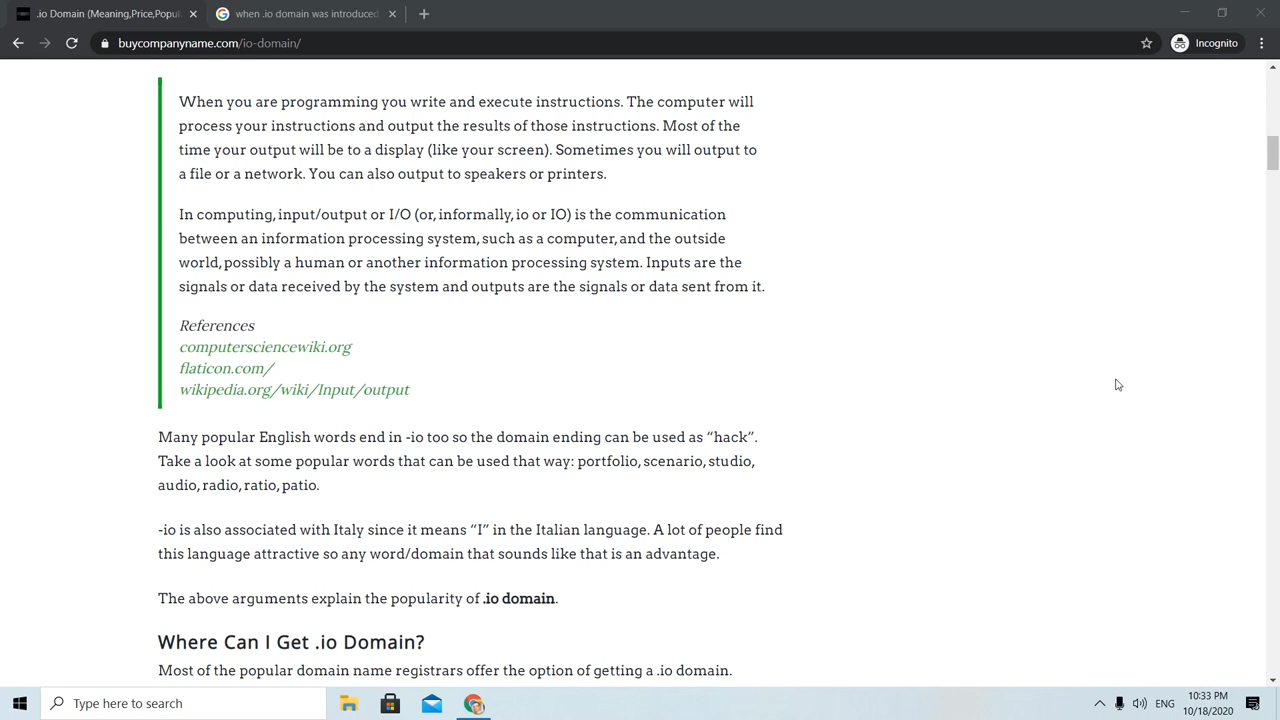 .io Domain (Meaning,Price,Popul
when .io domain was introduced
buycompanyname.com/io-domain/
Incognito
When you are programming you write and execute instructions. The computer will
process your instructions and output the results of those instructions. Most of the
time your output will be to a display (like your screen). Sometimes you will output to
a file or a network. You can also output to speakers or printers.
In computing, input/output or I/O (or, informally, io or IO) is the communication
between an information processing system, such as a computer, and the outside
world, possibly a human or another information processing system. Inputs are the
signals or data received by the system and outputs are the signals or data sent from it.
References
computersciencewiki.org
flaticon.com/
wikipedia.org/wiki/Input/output
Many popular English words end in -io too so the domain ending can be used as “hack”.
Take a look at some popular words that can be used that way: portfolio, scenario, studio,
audio, radio, ratio, patio.
-io is also associated with Italy since it means “I” in the Italian language. A lot of people find
this language attractive so any word/domain that sounds like that is an advantage.
The above arguments explain the popularity of .io domain.
Where Can I Get .io Domain?
Most of the popular domain name registrars offer the option of getting a .io domain.
Type here to search
ENG
10:33 PM
10/18/2020